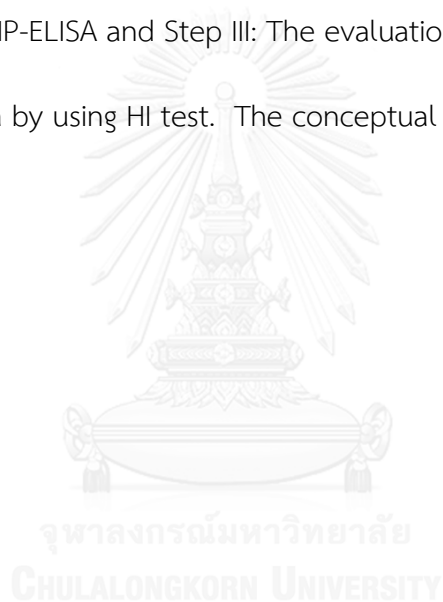 IP-ELISA and Step III: The evaluatio
by using HI test. The conceptual
จุฬาลงกรณ์มหาวิทยาลัย
CHULALONGKORN UNIVERSITY